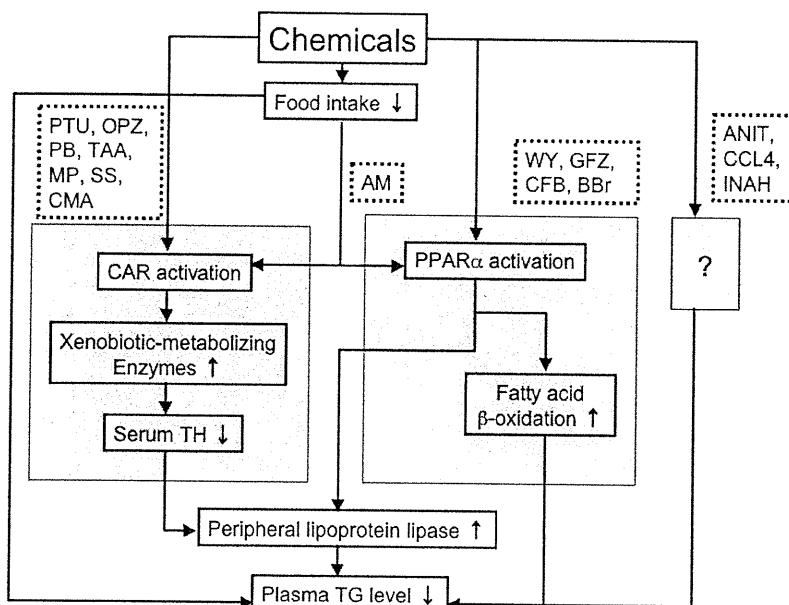 Chemicals
Food intake ↓
PTU, OPZ,
PB, TAA,
MP, SS,
CMA
AM
WY, GFZ,
CFB, BBr
ANIT,
CCL4,
INAH
CAR activation
PPARα activation
?
Xenobiotic-metabolizing
Enzymes ↑
Fatty acid
β-oxidation ↑
Serum TH ↓
Peripheral lipoprotein lipase ↑
Plasma TG level ↓